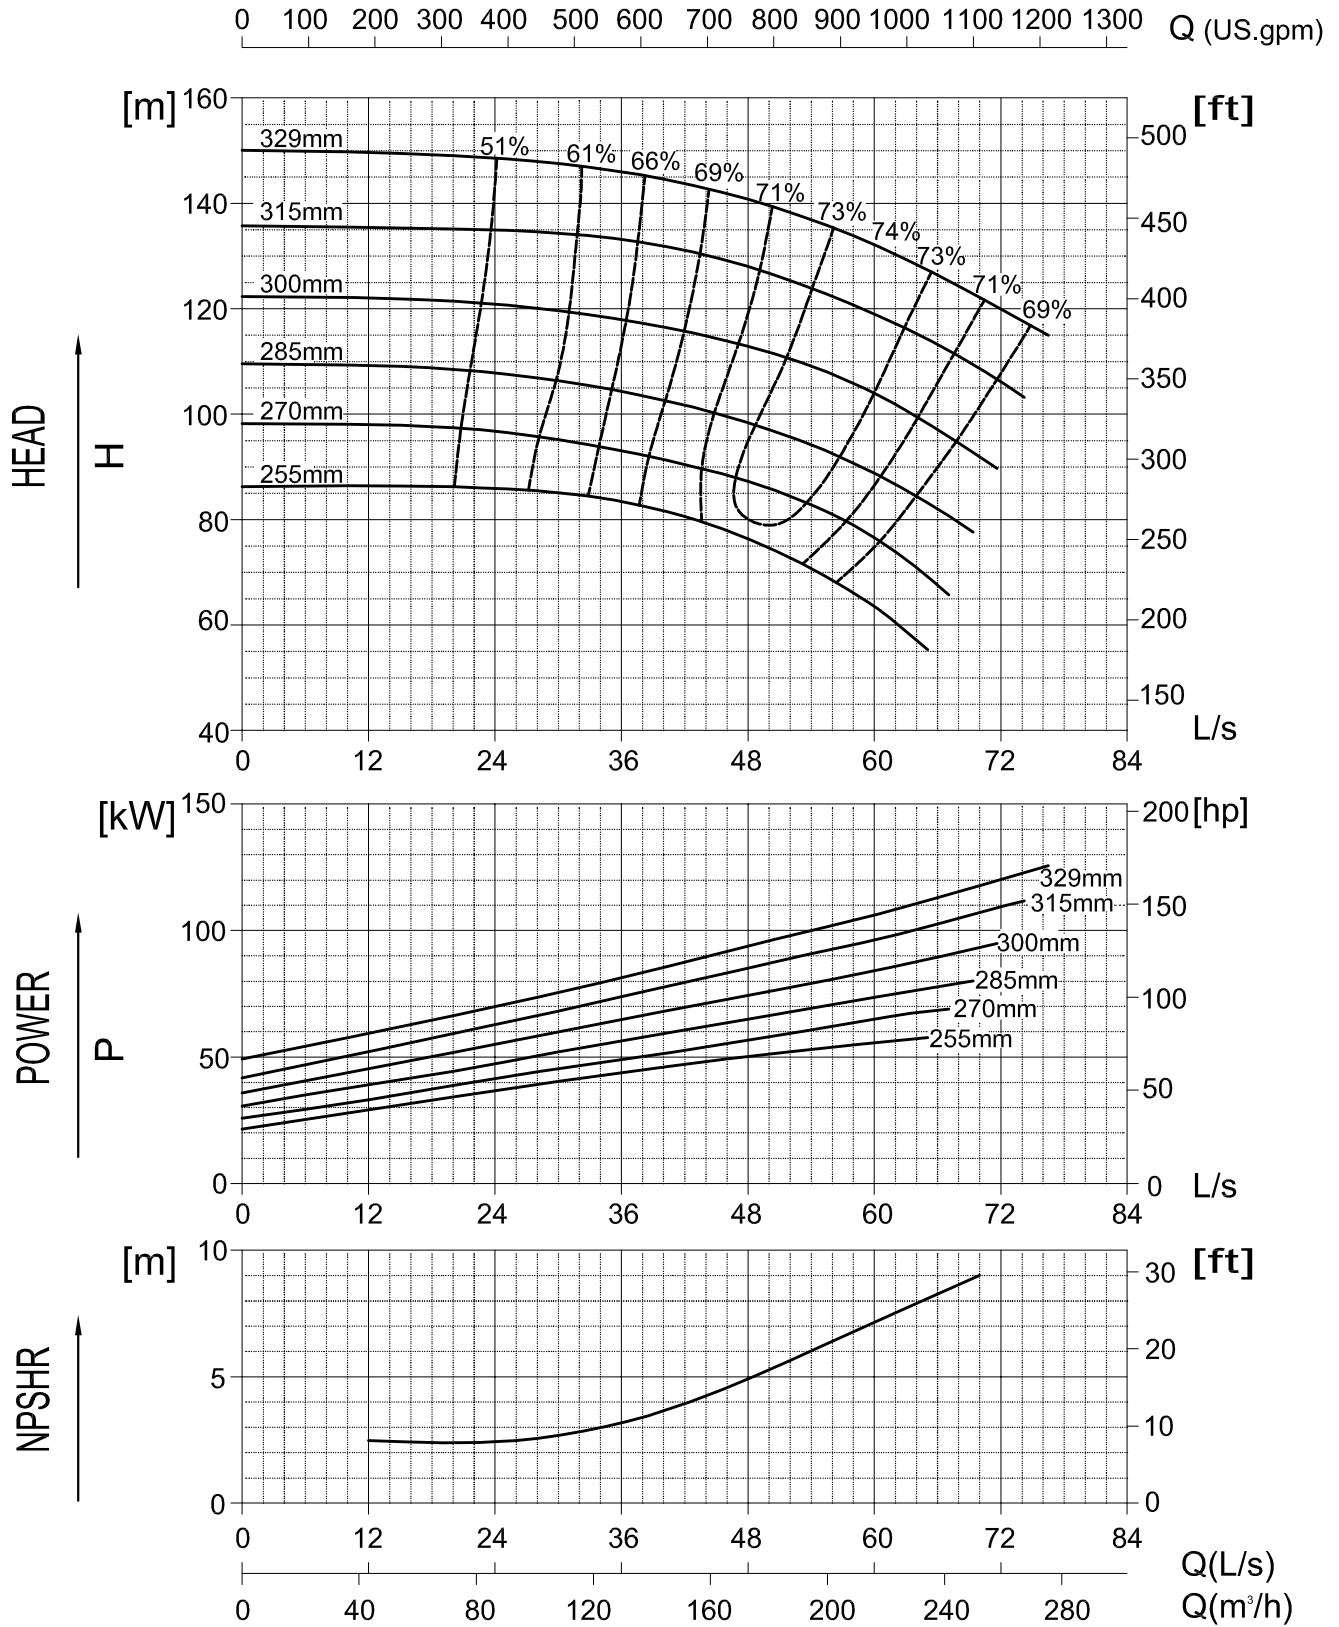 0 100 200 300 400 500 600 700 800 900 1000 1100 1200 1300 Q (US.gpm)
[m] 160 [ft]
329mm 51% 61% 66% 69% 71% 73% 74% 73% 71% 69% 500
140 315mm 450
120 300mm 400
285mm 350
HEAD H
100 270mm
255mm 300
80 250
60 200
150
40 L/s
0 12 24 36 48 60 72 84
[kW] 150 200 [hp]
329mm
315mm 150
100 300mm
285mm 100
270mm
255mm
POWER P
50 50
0 0 L/s
0 12 24 36 48 60 72 84
[m] 10 30 [ft]
20
NPSHR
5 10
0 0
0 12 24 36 48 60 72 84
Q(L/s)
0 40 80 120 160 200 240 280 Q(m³/h)